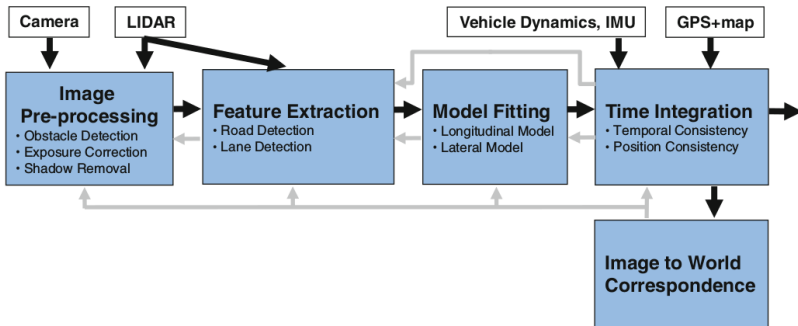 Camera
LIDAR
Vehicle Dynamics, IMU
GPS+map
Image
Pre-processing
• Obstacle Detection
• Exposure Correction
• Shadow Removal
Feature Extraction
• Road Detection
• Lane Detection
Model Fitting
• Longitudinal Model
• Lateral Model
Time Integration
• Temporal Consistency
• Position Consistency
Image to World
Correspondence